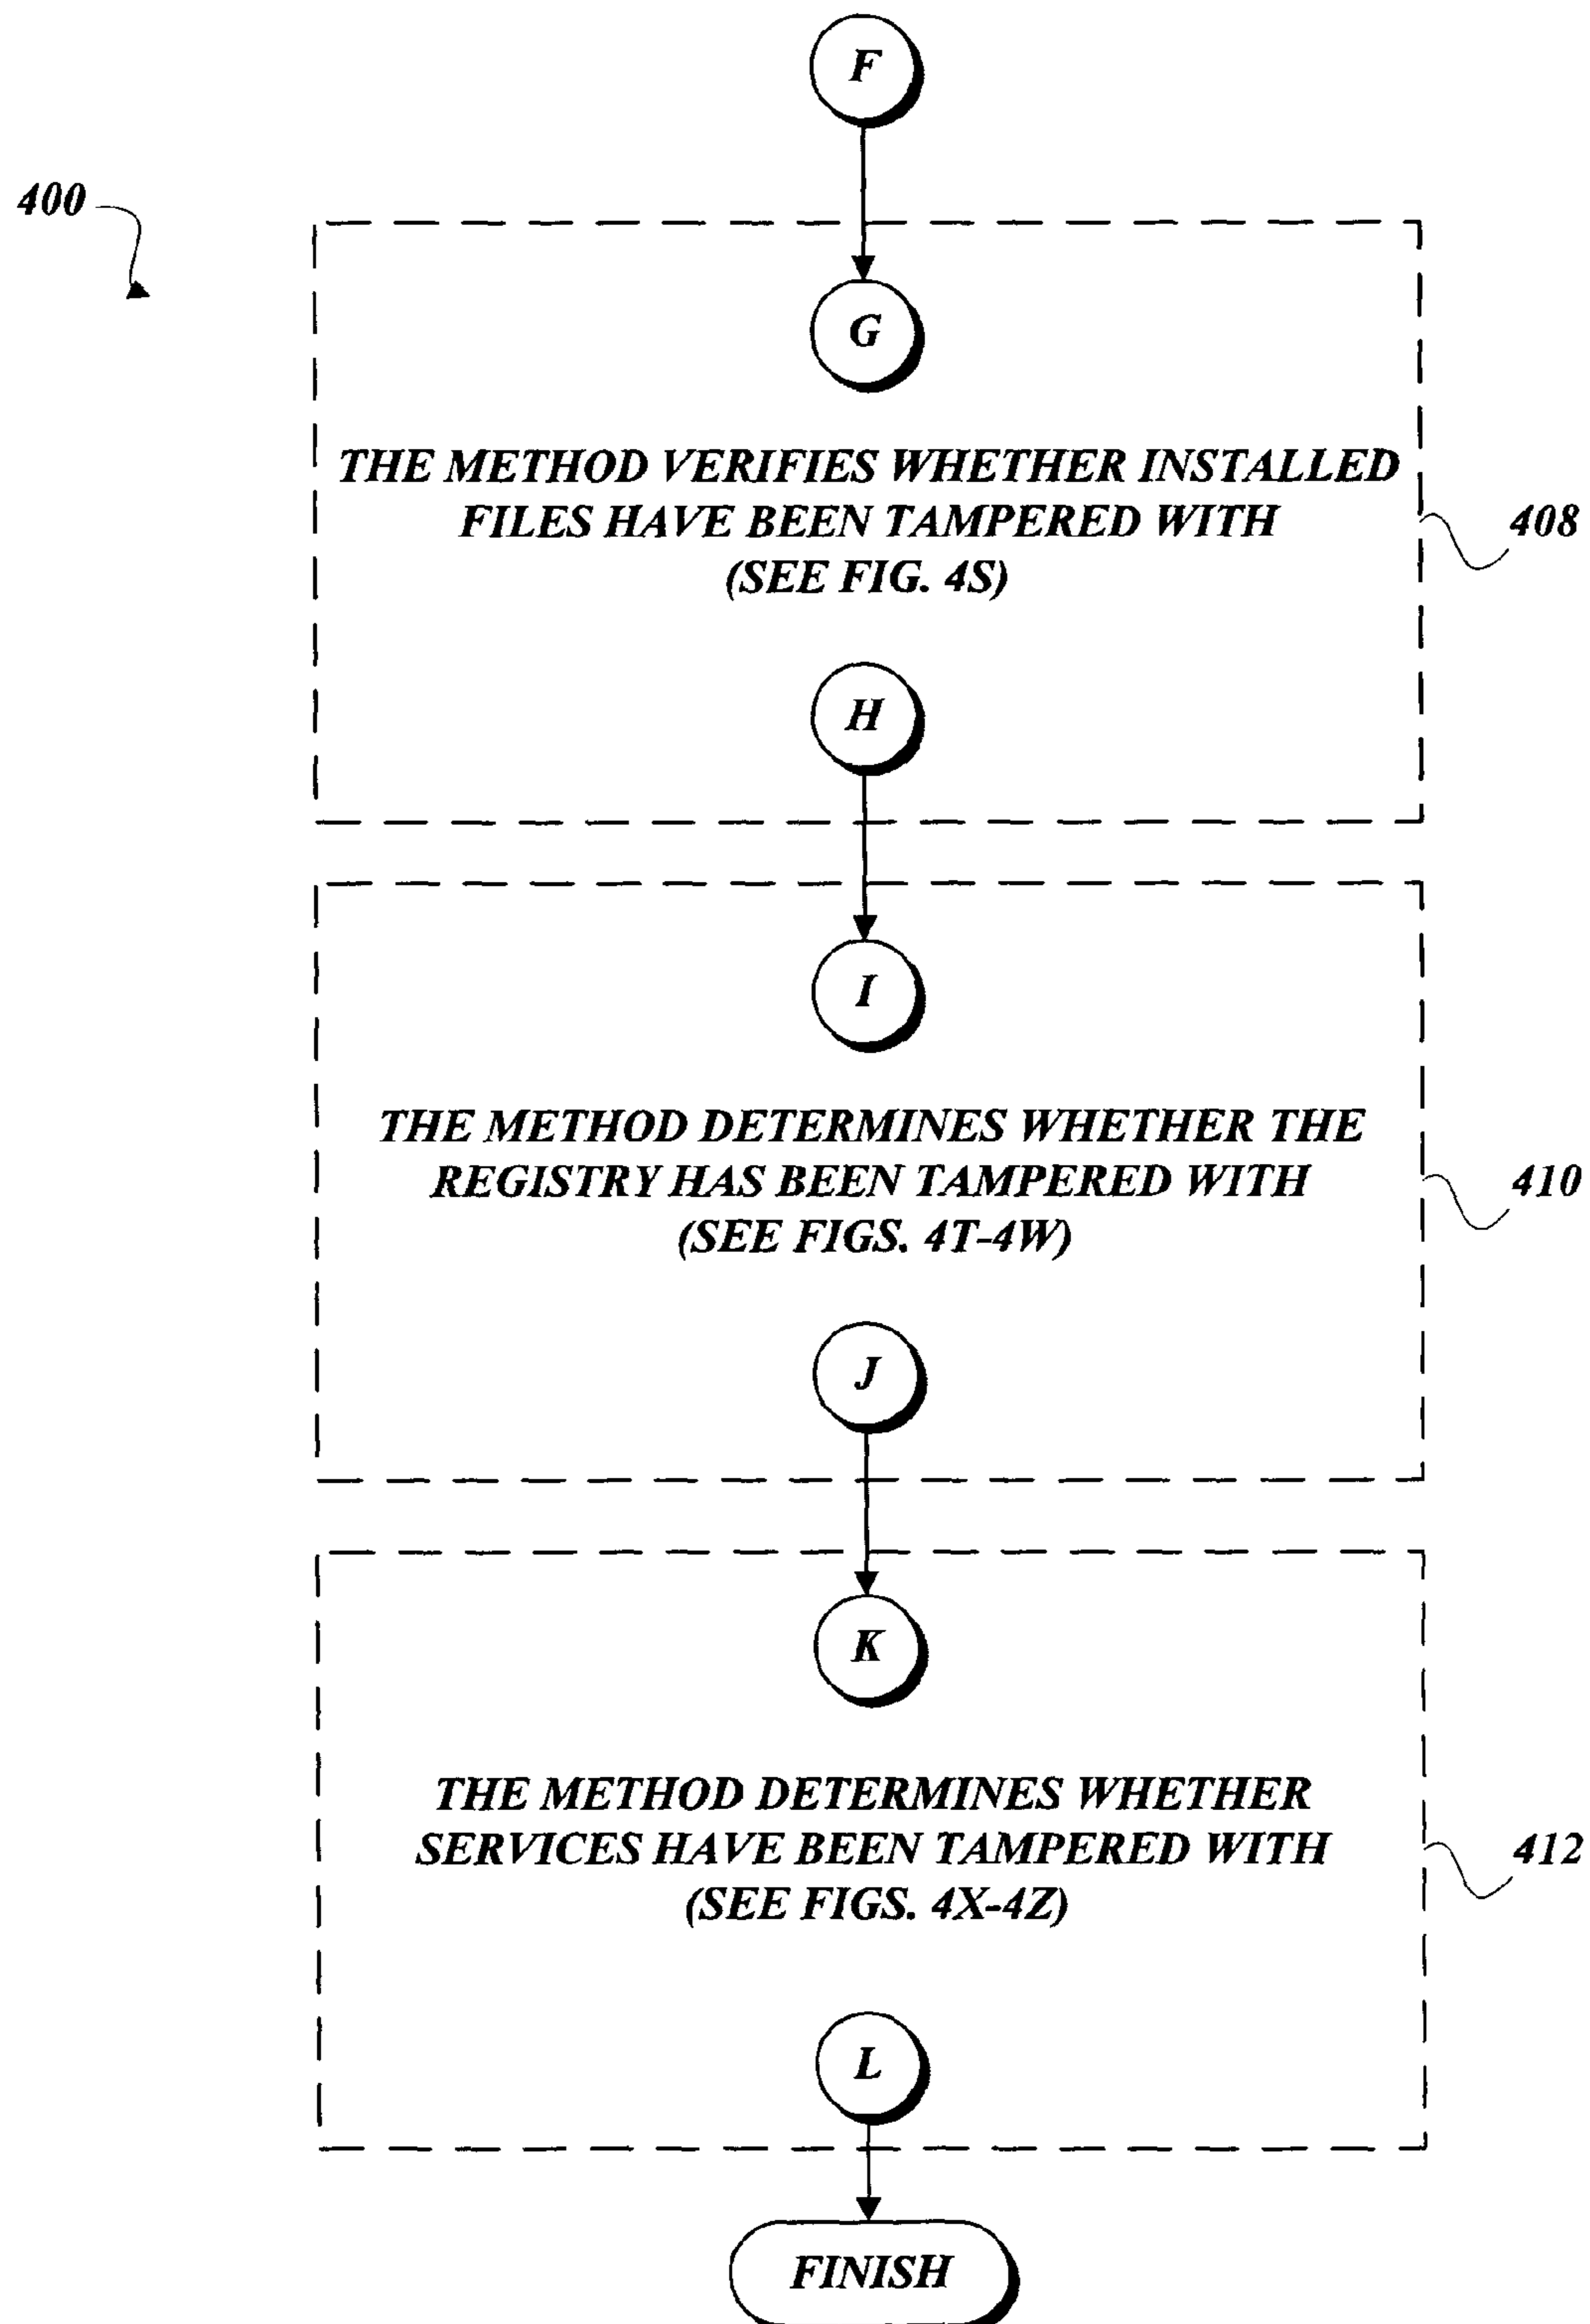 F
400
G
THE METHOD VERIFIES WHETHER INSTALLED
FILES HAVE BEEN TAMPERED WITH
(SEE FIG. 4S)
408
H
I
THE METHOD DETERMINES WHETHER THE
REGISTRY HAS BEEN TAMPERED WITH
(SEE FIGS. 4T-4W)
410
J
K
THE METHOD DETERMINES WHETHER
SERVICES HAVE BEEN TAMPERED WITH
(SEE FIGS. 4X-4Z)
412
L
FINISH